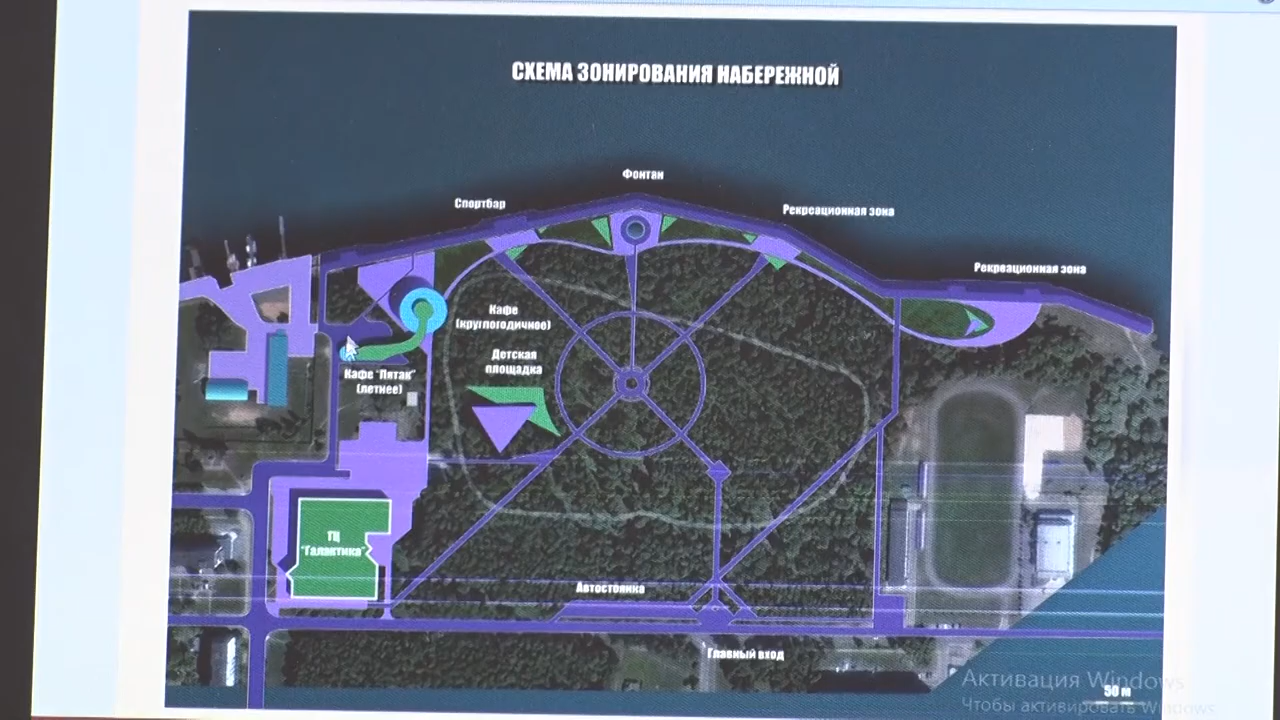 СХЕМА ЗОНИРОВАНИЯ НАБЕРЕЖНОЙ
Фонтан
Спортбар
Рекреационная зона
Рекреационная зона
Кафе
(круглогодичное)
Детская
площадка
Кафе "Пятак"
(летнее)
ТЦ
"Галактика"
Автостоянка
Главный вход
Активация Windows
50 м
Чтобы активировать Windows